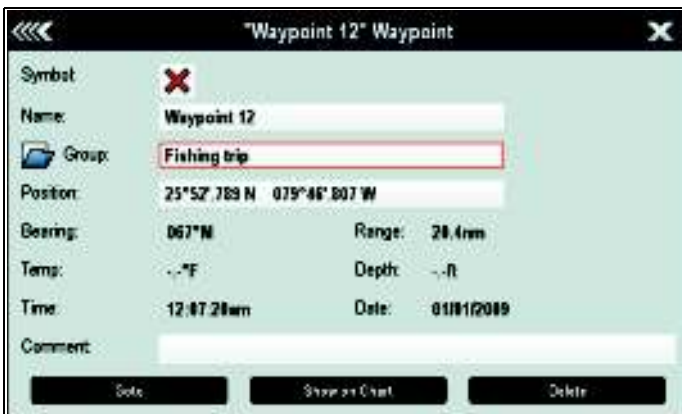 "Waypoint 12" Waypoint
Symbol:
Name: Waypoint 12
Group: Fishing trip
Position: 25°52'.789 N 079°46'.807 W
Bearing: 067°M Range: 20.4nm
Temp: -.-°F Depth: -.-ft
Time: 12:07.20am Date: 01/01/2009
Comment:
Goto Show on Chart Delete